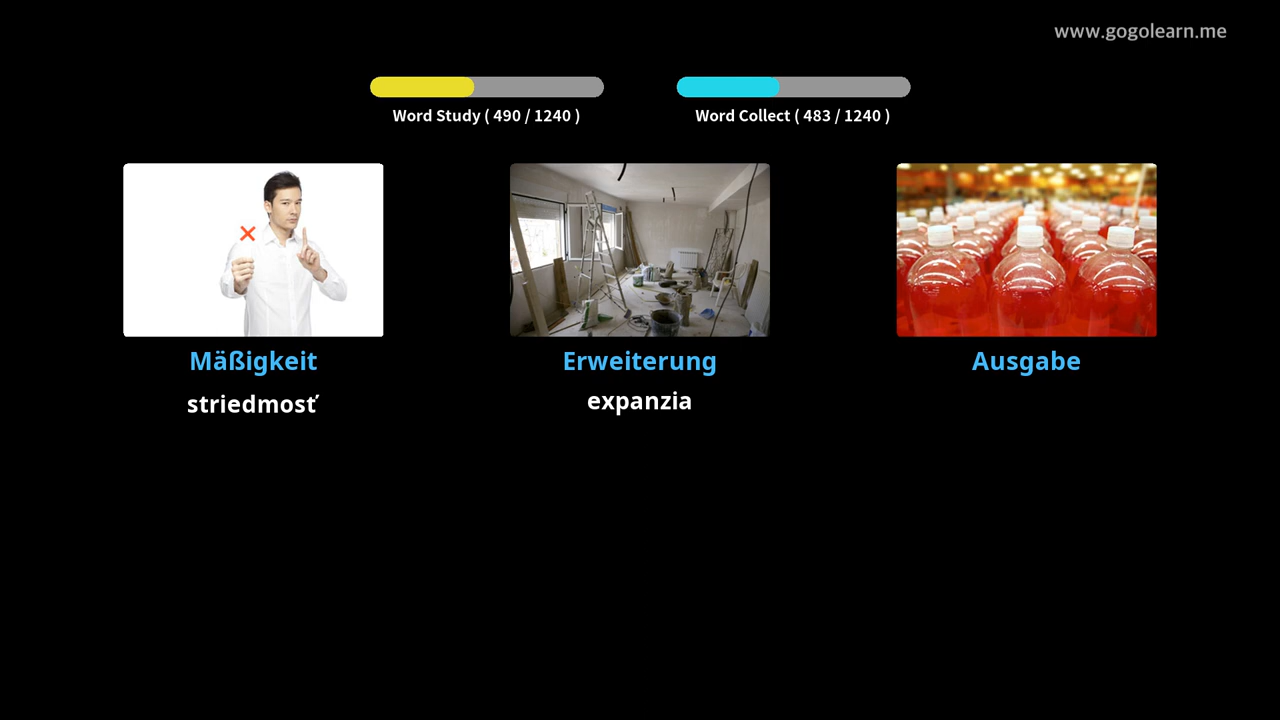 www.gogolearn.me
Word Study ( 490 / 1240 )
Word Collect ( 483 / 1240 )
Mäßigkeit
Erweiterung
Ausgabe
striedmosť
expanzia